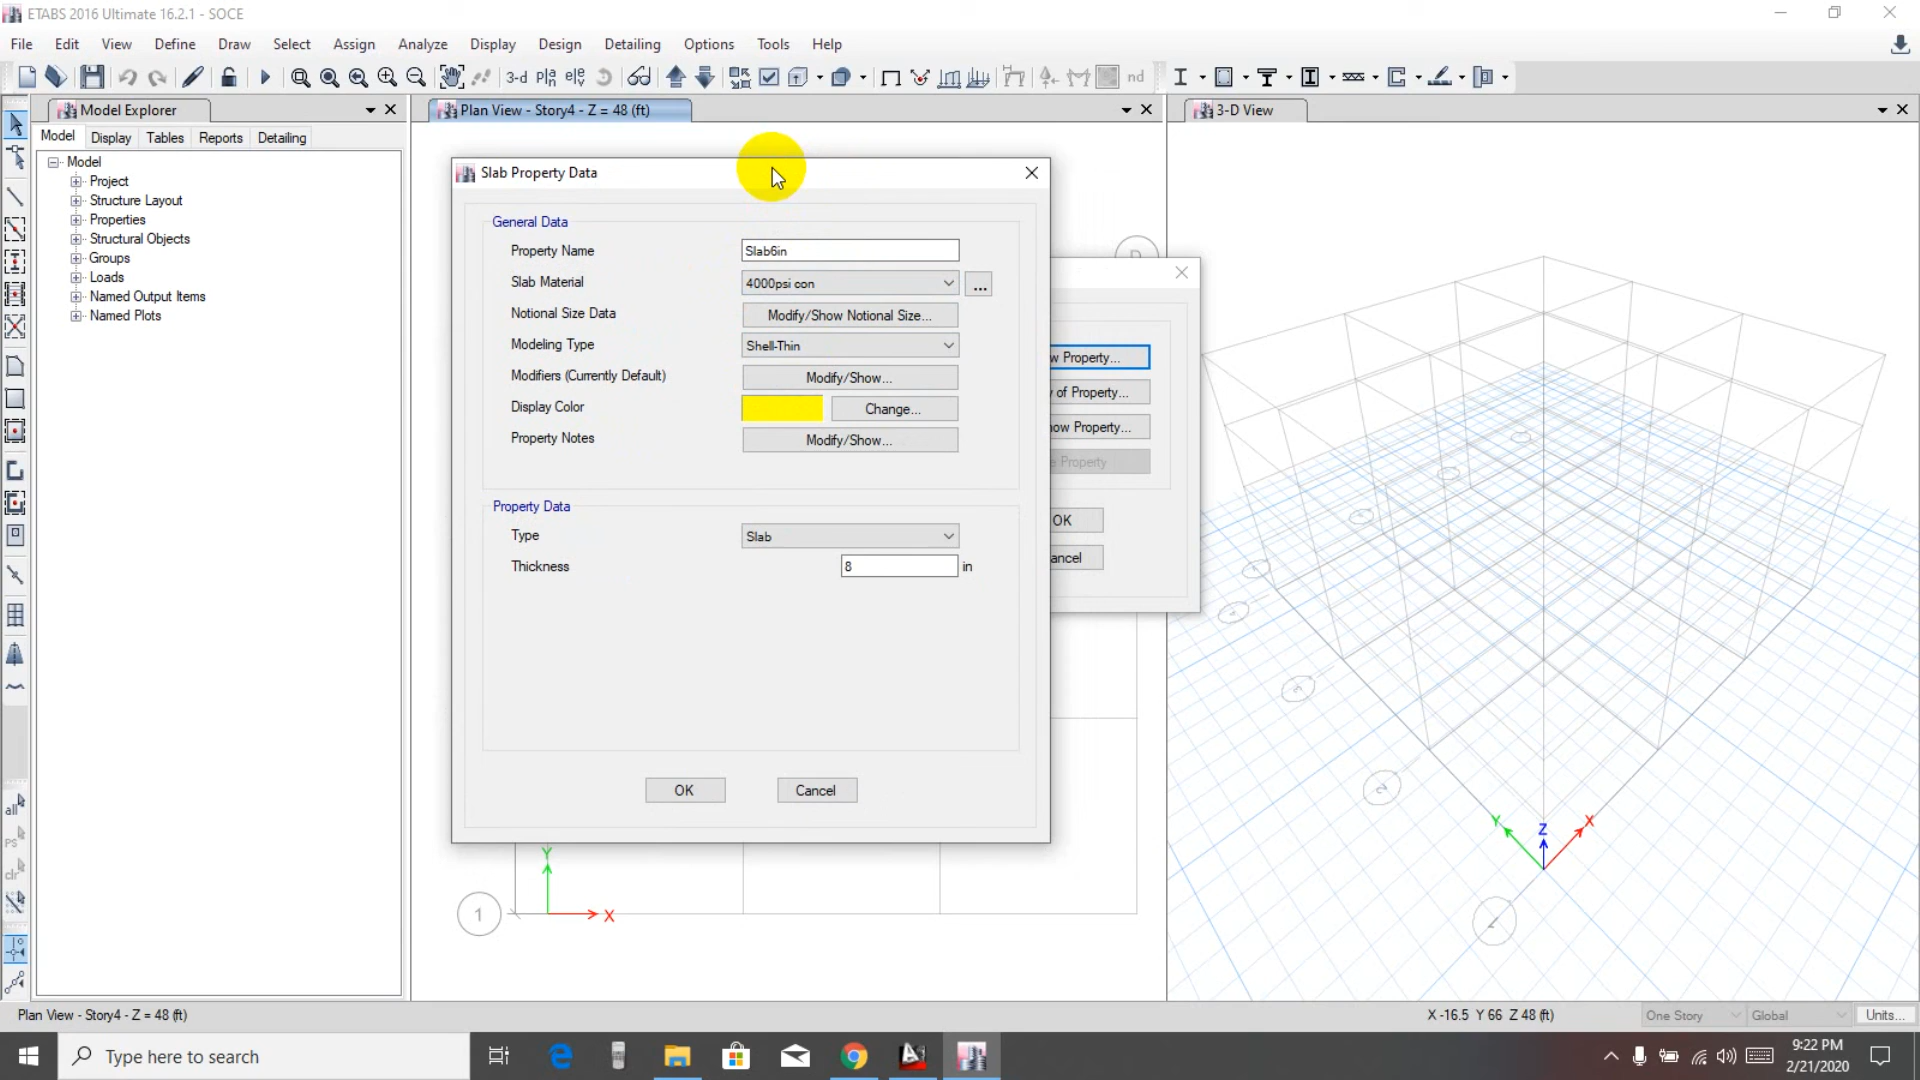 ETABS 2016 Ultimate 16.2.1 - SOCE
File Edit View Define Draw Select Assign Analyze Display Design Detailing Options Tools Help
3-d nd
Model Explorer
Model Display Tables Reports Detailing
Model
Project
Structure Layout
Properties
Structural Objects
Groups
Loads
Named Output Items
Named Plots
all
ps
clr
Plan View - Story4 - Z = 48 (ft)
3-D View
Slab Property Data
General Data
Property Name Slab6in
Slab Material 4000psi con ...
Notional Size Data Modify/Show Notional Size...
Modeling Type Shell-Thin
Modifiers (Currently Default) Modify/Show...
Display Color Change...
Property Notes Modify/Show...
Property Data
Type Slab
Thickness 8 in
OK Cancel
w Property...
y of Property...
ow Property...
e Property
OK
ancel
Y
X
1
Y Z X
Plan View - Story4 - Z = 48 (ft)
X -16.5 Y 66 Z 48 (ft)
One Story Global Units...
Type here to search
9:22 PM
2/21/2020